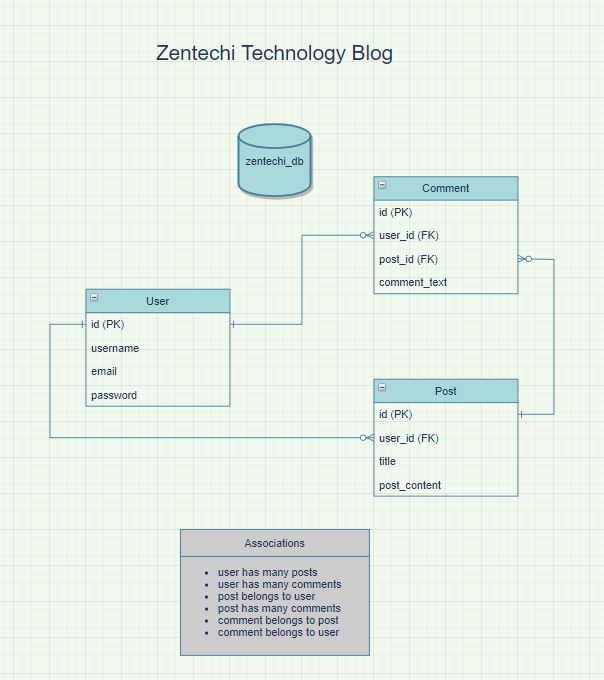 Zentechi Technology Blog
zentechi_db
Comment
id (PK)
user_id (FK)
post_id (FK)
comment_text
User
id (PK)
username
email
password
Post
id (PK)
user_id (FK)
title
post_content
Associations
• user has many posts
• user has many comments
• post belongs to user
• post has many comments
• comment belongs to post
• comment belongs to user